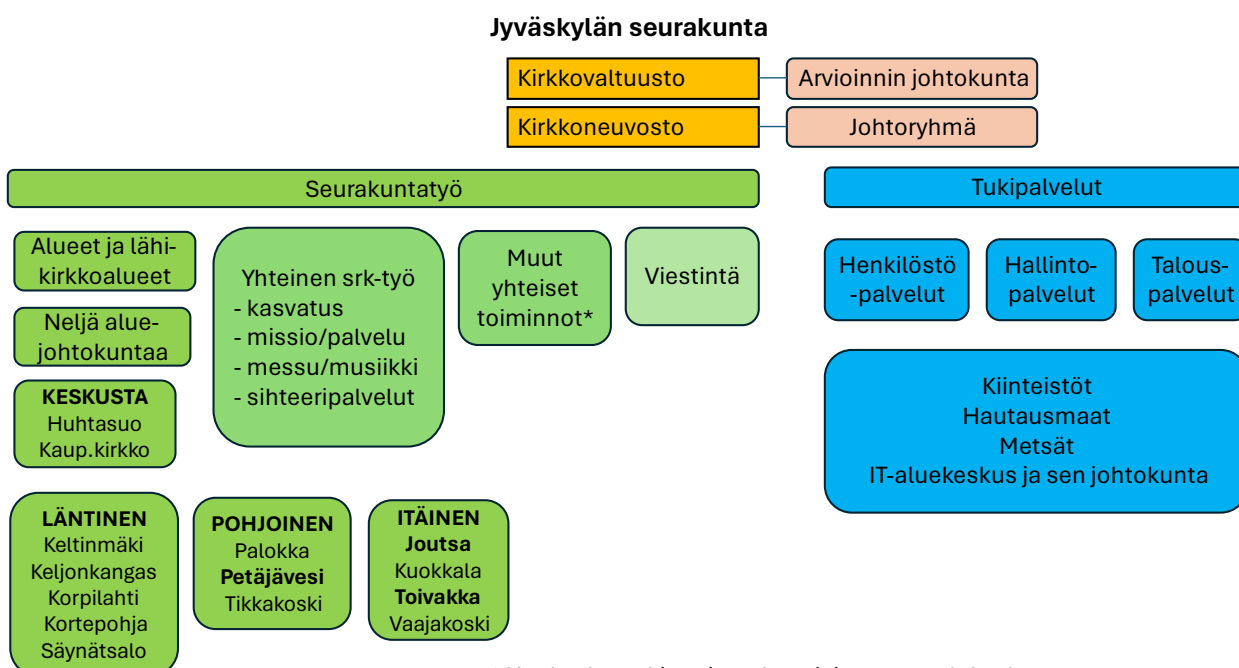 Jyväskylän seurakunta
Kirkkovaltuusto
Arvioinnin johtokunta
Kirkkoneuvosto
Johtoryhmä
Seurakuntatyö
Tukipalvelut
Alueet ja lähi-
kirkkoalueet
Neljä alue-
johtokuntaa
KESKUSTA
Huhtasuo
Kaup.kirkko
Yhteinen srk-työ
- kasvatus
- missio/palvelu
- messu/musiikki
- sihteeripalvelut
Muut
yhteiset
toiminnot*
Viestintä
Henkilöstö
-palvelut
Hallinto-
palvelut
Talous-
palvelut
Kiinteistöt
Hautausmaat
Metsät
IT-aluekeskus ja sen johtokunta
LÄNTINEN
Keltinmäki
Keljonkangas
Korpilahti
Kortepohja
Säynätsalo
POHJOINEN
Palokka
Petäjävesi
Tikkakoski
ITÄINEN
Joutsa
Kuokkala
Toivakka
Vaajakoski